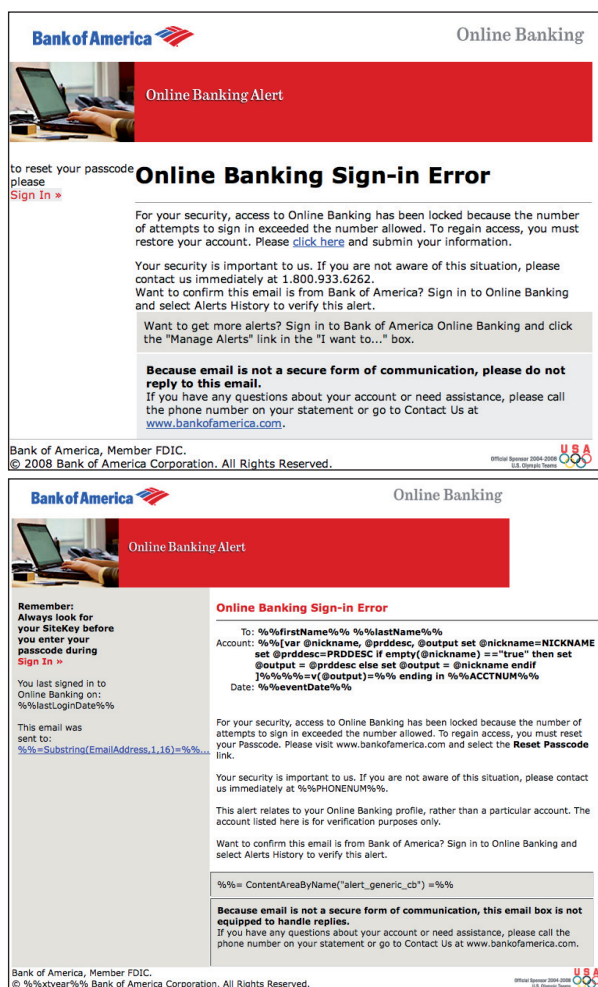 Bank of America
Online Banking
Online Banking Alert
to reset your passcode
please
Sign In »
Online Banking Sign-in Error
For your security, access to Online Banking has been locked because the number
of attempts to sign in exceeded the number allowed. To regain access, you must
restore your account. Please click here and submin your information.
Your security is important to us. If you are not aware of this situation, please
contact us immediately at 1.800.933.6262.
Want to confirm this email is from Bank of America? Sign in to Online Banking
and select Alerts History to verify this alert.
Want to get more alerts? Sign in to Bank of America Online Banking and click
the "Manage Alerts" link in the "I want to..." box.
Because email is not a secure form of communication, please do not
reply to this email.
If you have any questions about your account or need assistance, please call
the phone number on your statement or go to Contact Us at
www.bankofamerica.com.
Bank of America, Member FDIC.
© 2008 Bank of America Corporation. All Rights Reserved.
Official Sponsor 2004-2008
U.S. Olympic Teams
USA
Bank of America
Online Banking
Online Banking Alert
Remember:
Always look for
your SiteKey before
you enter your
passcode during
Sign In »
You last signed in to
Online Banking on:
%%lastLoginDate%%
This email was
sent to:
%%=Substring(EmailAddress,1,16)=%%...
Online Banking Sign-in Error
To: %%firstName%% %%lastName%%
Account: %%[var @nickname, @prddesc, @output set @nickname=NICKNAME
set @prddesc=PRDDESC if empty(@nickname) =="true" then set
@output = @prddesc else set @output = @nickname endif
]%%%%=v(@output)=%% ending in %%ACCTNUM%%
Date: %%eventDate%%
For your security, access to Online Banking has been locked because the number of
attempts to sign in exceeded the number allowed. To regain access, you must reset
your Passcode. Please visit www.bankofamerica.com and select the Reset Passcode
link.
Your security is important to us. If you are not aware of this situation, please contact
us immediately at %%PHONENUM%%.
This alert relates to your Online Banking profile, rather than a particular account. The
account listed here is for verification purposes only.
Want to confirm this email is from Bank of America? Sign in to Online Banking and
select Alerts History to verify this alert.
%%= ContentAreaByName("alert_generic_cb") =%%
Because email is not a secure form of communication, this email box is not
equipped to handle replies.
If you have any questions about your account or need assistance, please call the
phone number on your statement or go to Contact Us at www.bankofamerica.com.
Bank of America, Member FDIC.
© %%xtyear%% Bank of America Corporation. All Rights Reserved.
Official Sponsor 2004-2008
U.S. Olympic Teams
USA